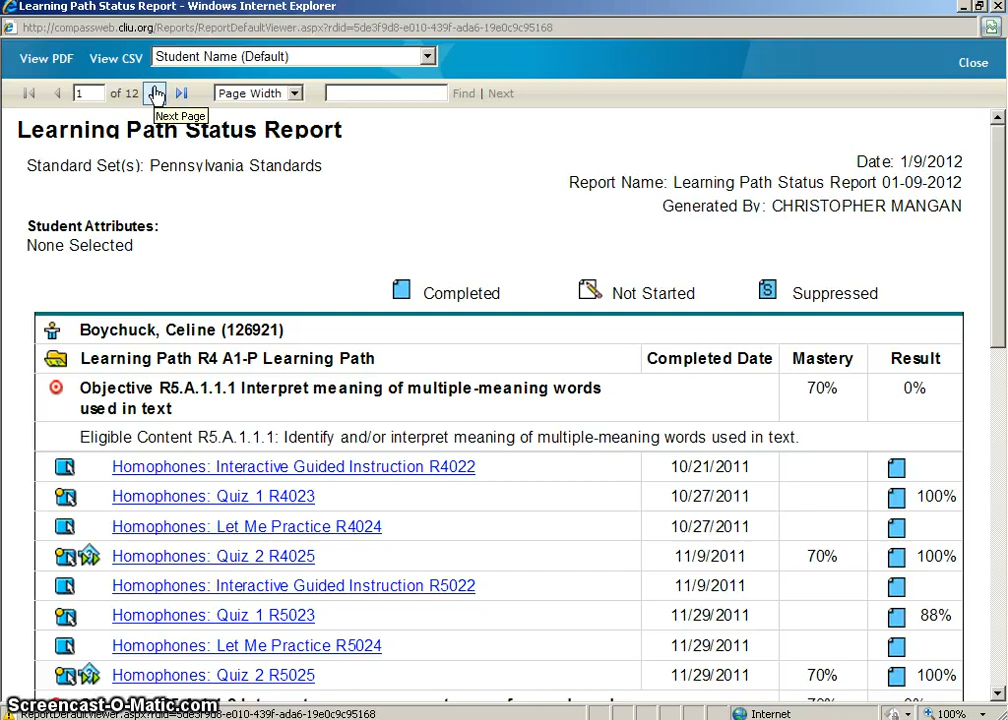 Learning Path Status Report - Windows Internet Explorer
http://compassweb.cliu.org/Reports/ReportDefaultViewer.aspx?rdid=5de3f9d8-e010-439f-ada6-29e0c9c95168
View PDF View CSV Student Name (Default) Close
1 of 12 Page Width Find | Next
Next Page
Learning Path Status Report
Standard Set(s): Pennsylvania Standards
Date: 1/9/2012
Report Name: Learning Path Status Report 01-09-2012
Generated By: CHRISTOPHER MANGAN
Student Attributes:
None Selected
Completed Not Started S Suppressed
Boychuck, Celine (126921)
Learning Path R4 A1-P Learning Path Completed Date Mastery Result
Objective R5.A.1.1.1 Interpret meaning of multiple-meaning words 70% 0%
used in text
Eligible Content R5.A.1.1.1: Identify and/or interpret meaning of multiple-meaning words used in text.
Homophones: Interactive Guided Instruction R4022 10/21/2011
Homophones: Quiz 1 R4023 10/27/2011 100%
Homophones: Let Me Practice R4024 10/27/2011
Homophones: Quiz 2 R4025 11/9/2011 70% 100%
Homophones: Interactive Guided Instruction R5022 11/9/2011
Homophones: Quiz 1 R5023 11/29/2011 88%
Homophones: Let Me Practice R5024 11/29/2011
Homophones: Quiz 2 R5025 11/29/2011 70% 100%
Screencast-O-Matic.com
ReportDefaultViewer.aspx?rdid=5de3f9d8-e010-439f-ada6-29e0c9c95168 Internet 100%